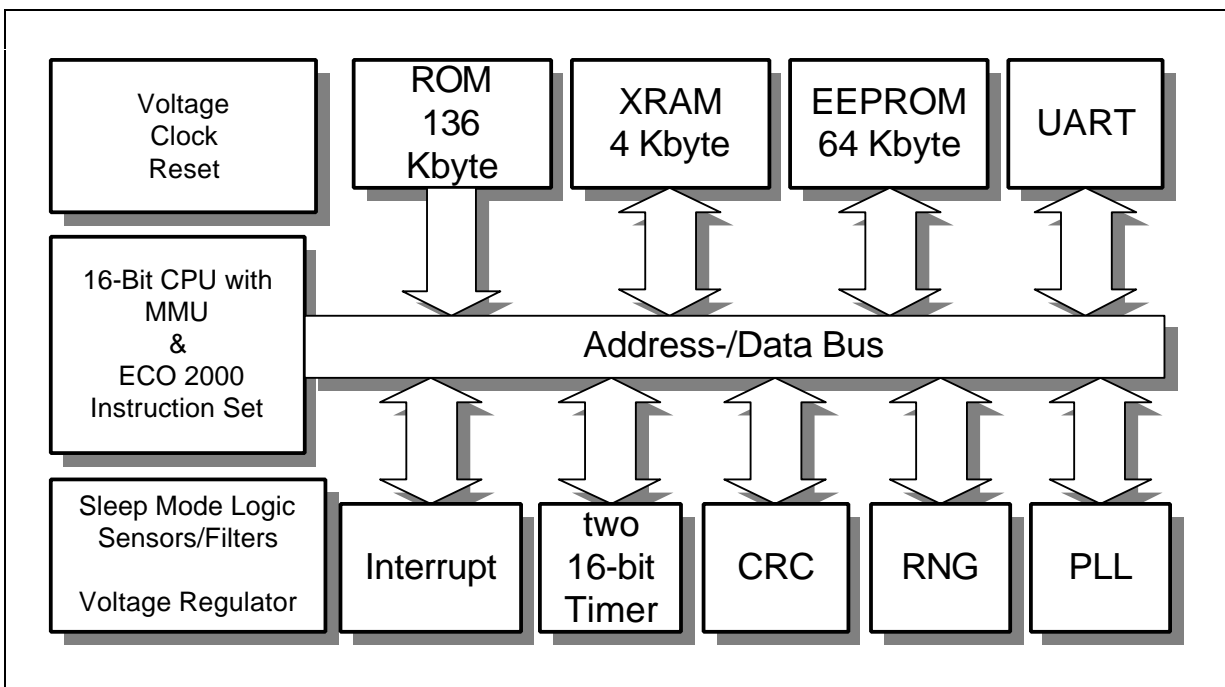 Voltage
Clock
Reset
ROM
136
Kbyte
XRAM
4 Kbyte
EEPROM
64 Kbyte
UART
16-Bit CPU with
MMU
&
ECO 2000
Instruction Set
Address-/Data Bus
Sleep Mode Logic
Sensors/Filters
Voltage Regulator
Interrupt
two
16-bit
Timer
CRC
RNG
PLL